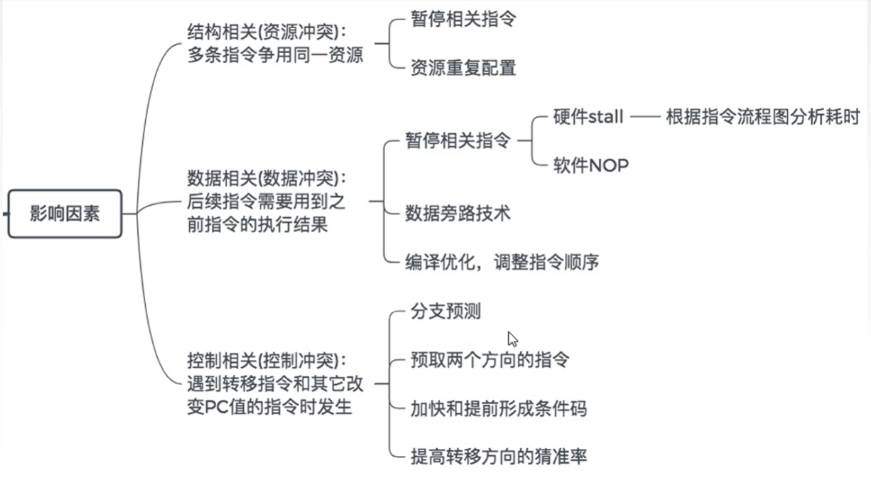 影响因素
结构相关(资源冲突)：
多条指令争用同一资源
暂停相关指令
资源重复配置
数据相关(数据冲突)：
后续指令需要用到之
前指令的执行结果
暂停相关指令
硬件stall
根据指令流程图分析耗时
软件NOP
数据旁路技术
编译优化，调整指令顺序
控制相关(控制冲突)：
遇到转移指令和其它改
变PC值的指令时发生
分支预测
预取两个方向的指令
加快和提前形成条件码
提高转移方向的猜准率